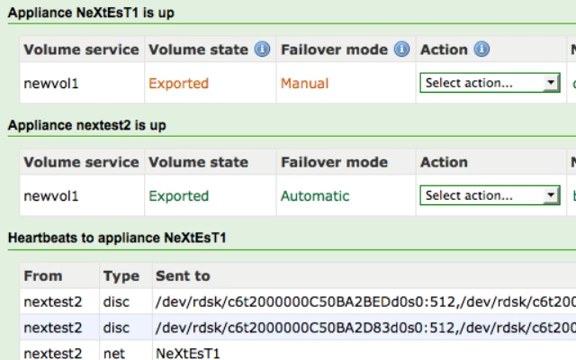 Appliance NeXtEsT1 is up
Volume service Volume state Failover mode Action
newvol1 Exported Manual Select action...
Appliance nextest2 is up
Volume service Volume state Failover mode Action
newvol1 Exported Automatic Select action...
Heartbeats to appliance NeXtEsT1
From Type Sent to
nextest2 disc /dev/rdsk/c6t2000000C50BA2BEDd0s0:512,/dev/rdsk/c6t200
nextest2 disc /dev/rdsk/c6t2000000C50BA2D83d0s0:512,/dev/rdsk/c6t200
nextest2 net NeXtEsT1